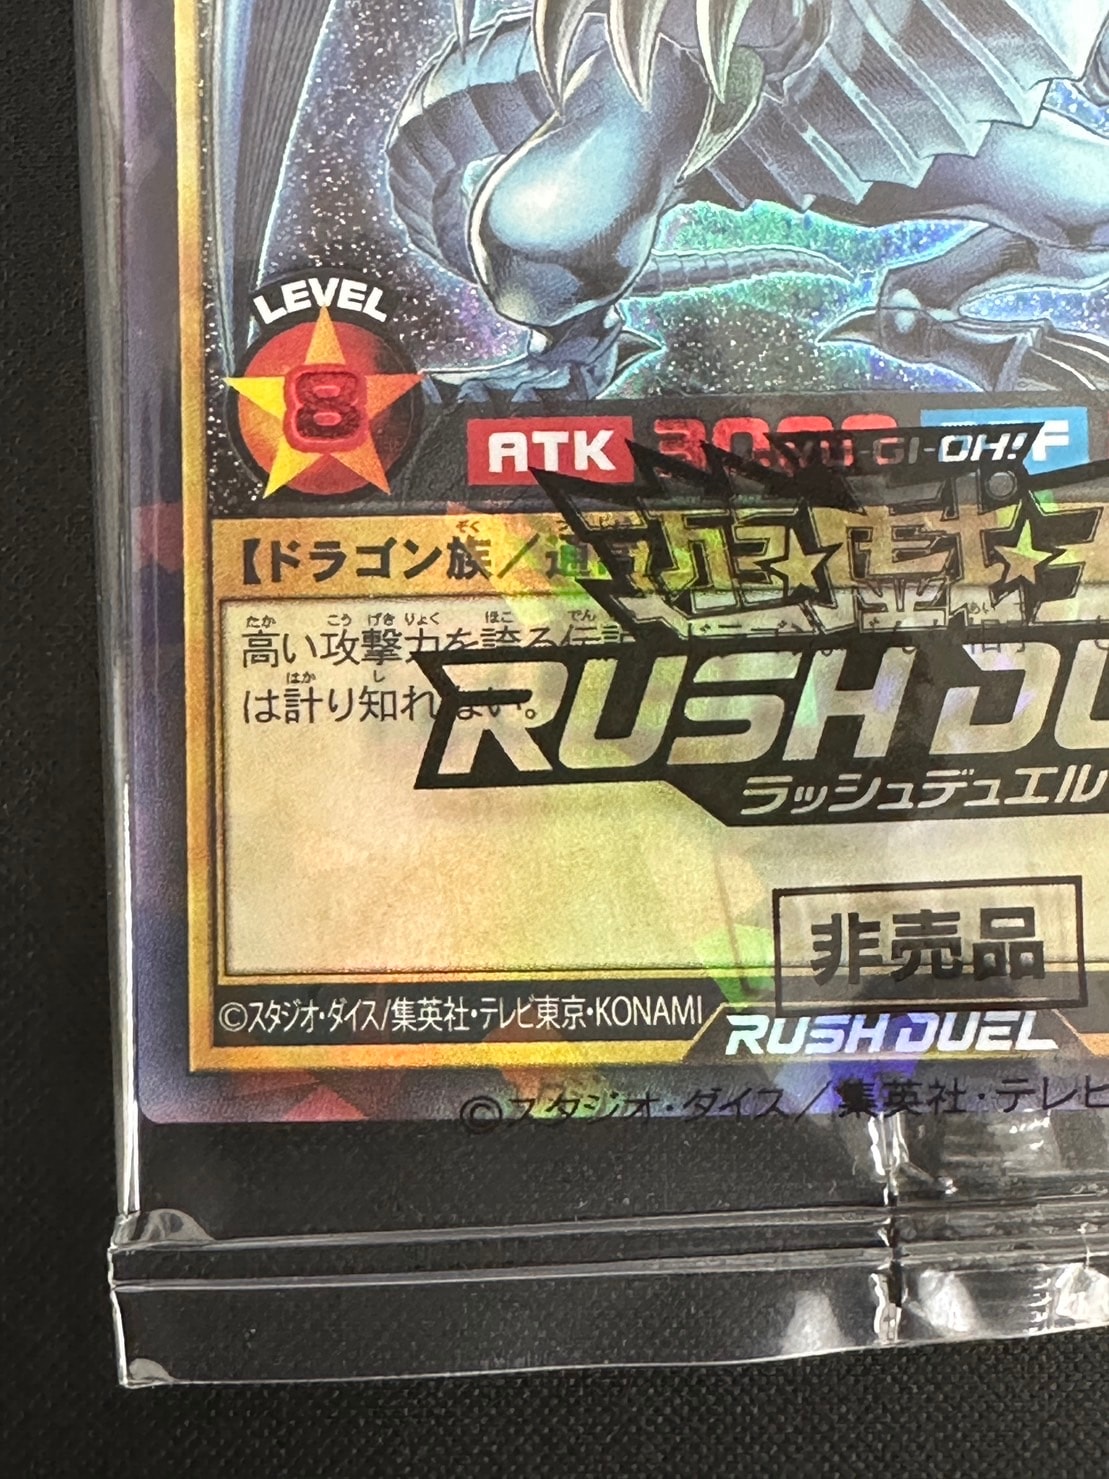 LEVEL
8
ATK
YU-GI-OH!
【ドラゴン族／通
高い攻撃力を誇る伝
は計り知れない。
RUSH DU
ラッシュデュエル
非売品
©スタジオ・ダイス/集英社・テレビ東京・KONAMI
RUSH DUEL
©スタジオ・ダイス／集英社・テレビ